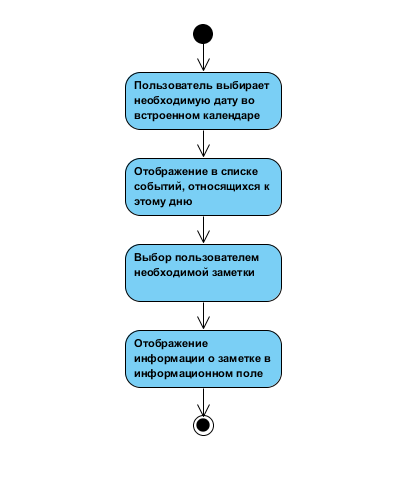 Пользователь выбирает
необходимую дату во
встроенном календаре
Отображение в списке
событий, относящихся к
этому дню
Выбор пользователем
необходимой заметки
Отображение
информации о заметке в
информационном поле